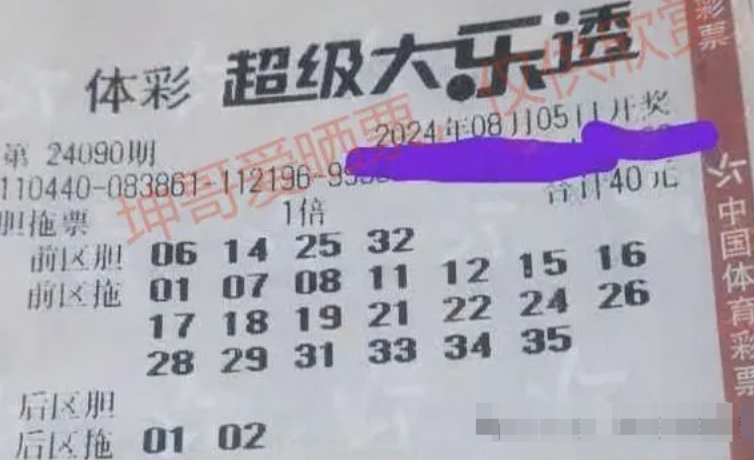 体彩 超级大乐透
第 24090期
2024年08月05日开奖
110440-083861-112196-99
合计40元
胆拖票
1倍
前区胆 06 14 25 32
前区拖 01 07 08 11 12 15 16
17 18 19 21 22 24 26
28 29 31 33 34 35
后区胆
后区拖 01 02
坤哥爱晒票，仅供欣赏
彩票
中国体育彩票